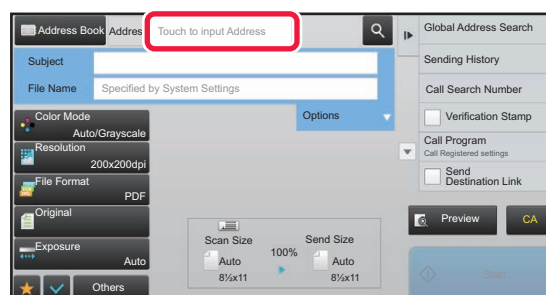 Address Book Addres Touch to input Address
Subject
File Name Specified by System Settings
Options
Color Mode
Auto/Grayscale
Resolution
200x200dpi
File Format
PDF
Original
Exposure
Auto
Others
Scan Size
Auto
8½x11
100%
Send Size
Auto
8½x11
Global Address Search
Sending History
Call Search Number
Verification Stamp
Call Program
Call Registered settings
Send
Destination Link
Preview
CA
Start